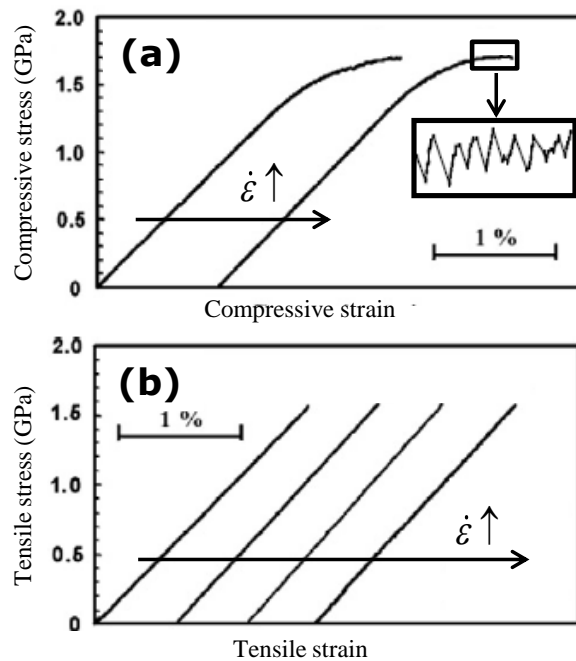 2.0
(a)
1.5
1.0
ε̇ ↑
0.5
1 %
0
Compressive stress (GPa)
Compressive strain
2.0
(b)
1 %
1.5
1.0
ε̇ ↑
0.5
0
Tensile stress (GPa)
Tensile strain